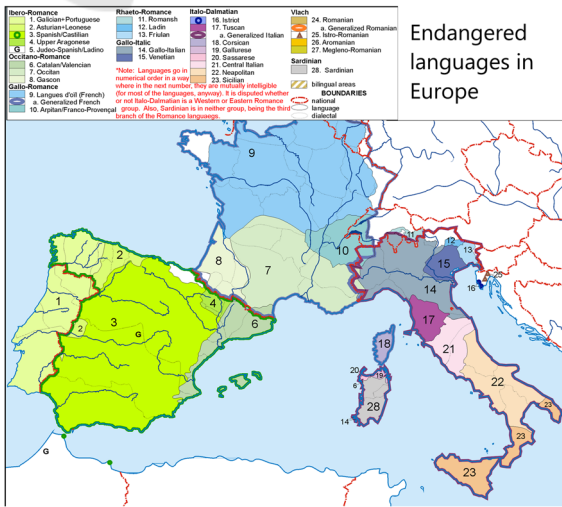 Ibero-Romance
1. Galician+Portuguese
2. Asturian+Leonese
3. Spanish/Castilian
4. Upper Aragonese
G 5. Judeo-Spanish/Ladino
Occitano-Romance
6. Catalan/Valencian
7. Occitan
8. Gascon
Gallo-Romance
9. Langues d'oïl (French)
a. Generalized French
10. Arpitan/Franco-Provençal
Rhaeto-Romance
11. Romansh
12. Ladin
13. Friulan
Gallo-Italic
14. Gallo-Italian
15. Venetian
*Note: Languages go in
numerical order in a way
where in the next number, they are mutually intelligible
(for most of the languages, anyway). It is disputed whether
or not Italo-Dalmatian is a Western or Eastern Romance
group. Also, Sardinian is in neither group, being the third
branch of the Romance languaegs.
Italo-Dalmatian
16. Istriot
17. Tuscan
a. Generalized Italian
18. Corsican
19. Gallurese
20. Sassarese
21. Central Italian
22. Neapolitan
23. Sicilian
Vlach
24. Romanian
a. Generalized Romanian
25. Istro-Romanian
26. Aromanian
27. Megleno-Romanian
Sardinian
28. Sardinian
bilingual areas
BOUNDARIES
national
language
dialectal
Endangered
languages in
Europe
9
11
12
13
10
15
8
7
14
16
25
2
1
4
3
2
6
G
17
21
18
22
20
19
6
28
14
23
23
23
G